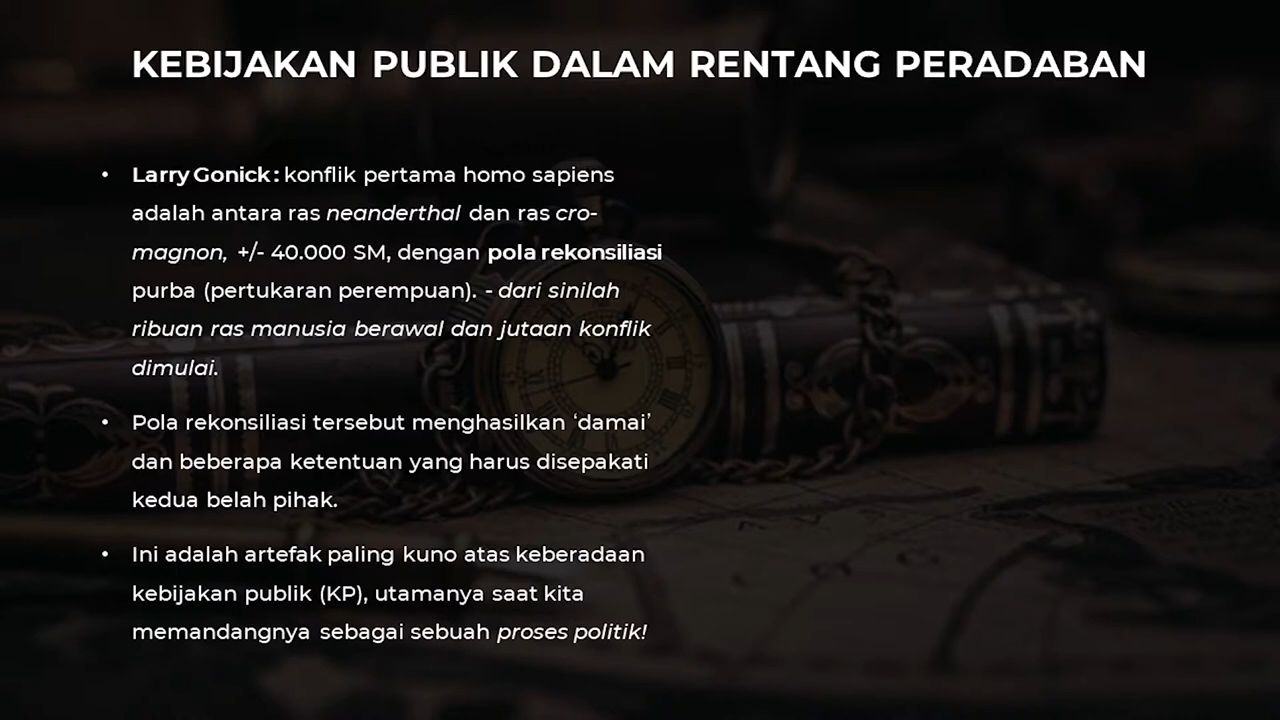 KEBIJAKAN PUBLIK DALAM RENTANG PERADABAN
• Larry Gonick : konflik pertama homo sapiens
adalah antara ras neanderthal dan ras cro-
magnon, +/- 40.000 SM, dengan pola rekonsiliasi
purba (pertukaran perempuan). - dari sinilah
ribuan ras manusia berawal dan jutaan konflik
dimulai.
• Pola rekonsiliasi tersebut menghasilkan ‘damai’
dan beberapa ketentuan yang harus disepakati
kedua belah pihak.
• Ini adalah artefak paling kuno atas keberadaan
kebijakan publik (KP), utamanya saat kita
memandangnya sebagai sebuah proses politik!